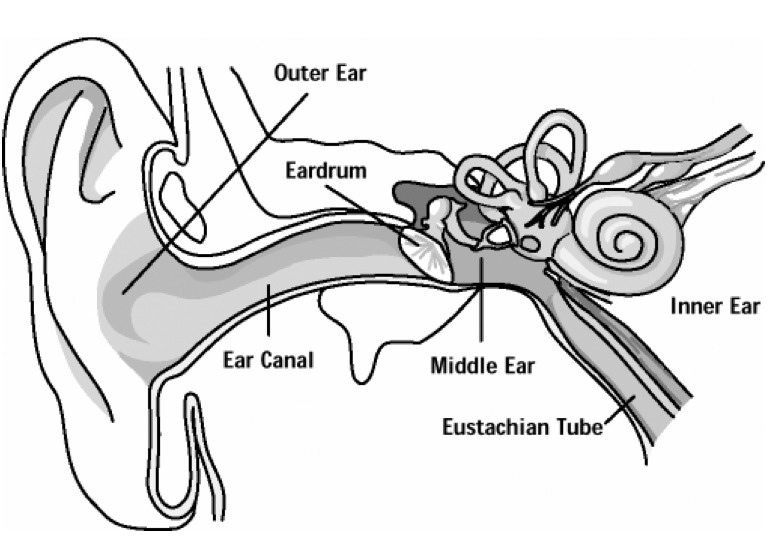 Outer Ear
Eardrum
Inner Ear
Ear Canal
Middle Ear
Eustachian Tube